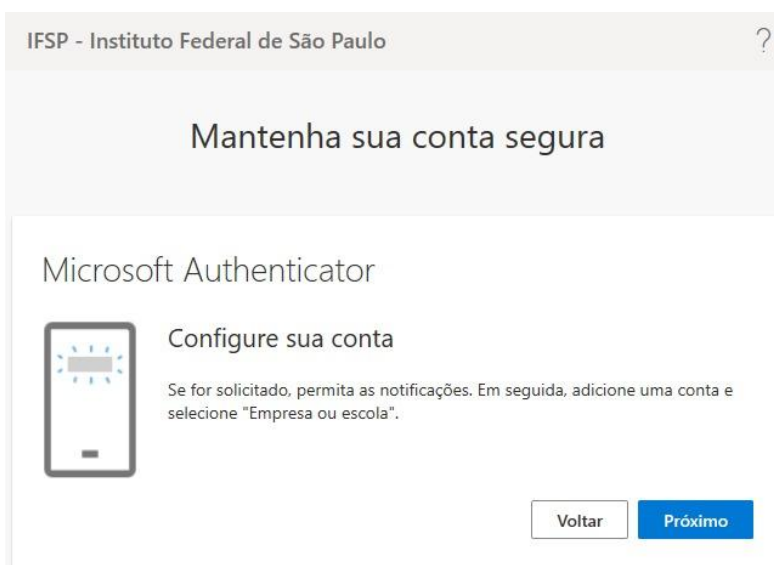 IFSP - Instituto Federal de São Paulo ?
Mantenha sua conta segura
Microsoft Authenticator
Configure sua conta
Se for solicitado, permita as notificações. Em seguida, adicione uma conta e
selecione "Empresa ou escola".
Voltar Próximo